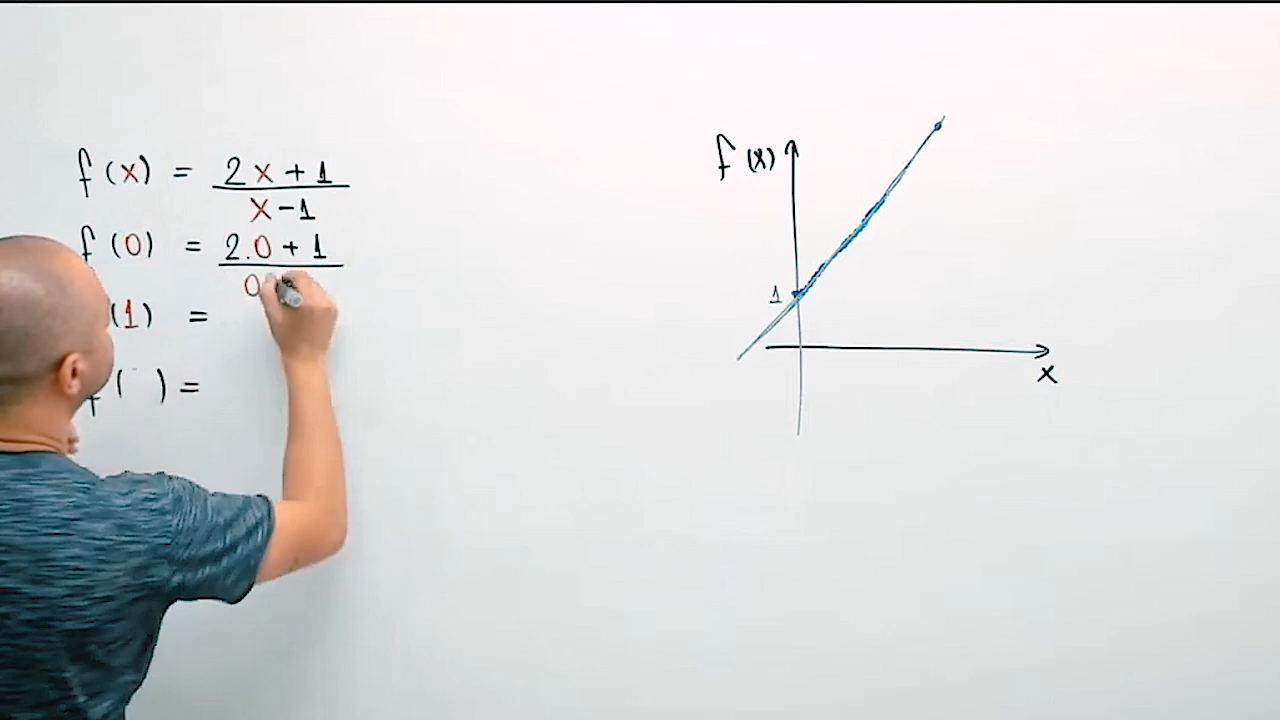 f(x) = 2x+1
x-1
f(0) = 2.0+1
0
(1) =
f( ) =
f(x)
1
x